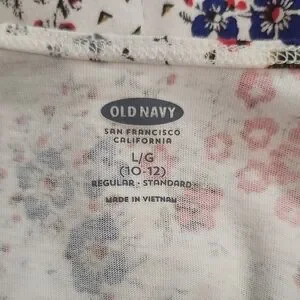 OLD NAVY
SAN FRANCISCO
CALIFORNIA
L/G
(10-12)
REGULAR · STANDARD
MADE IN VIETNAM